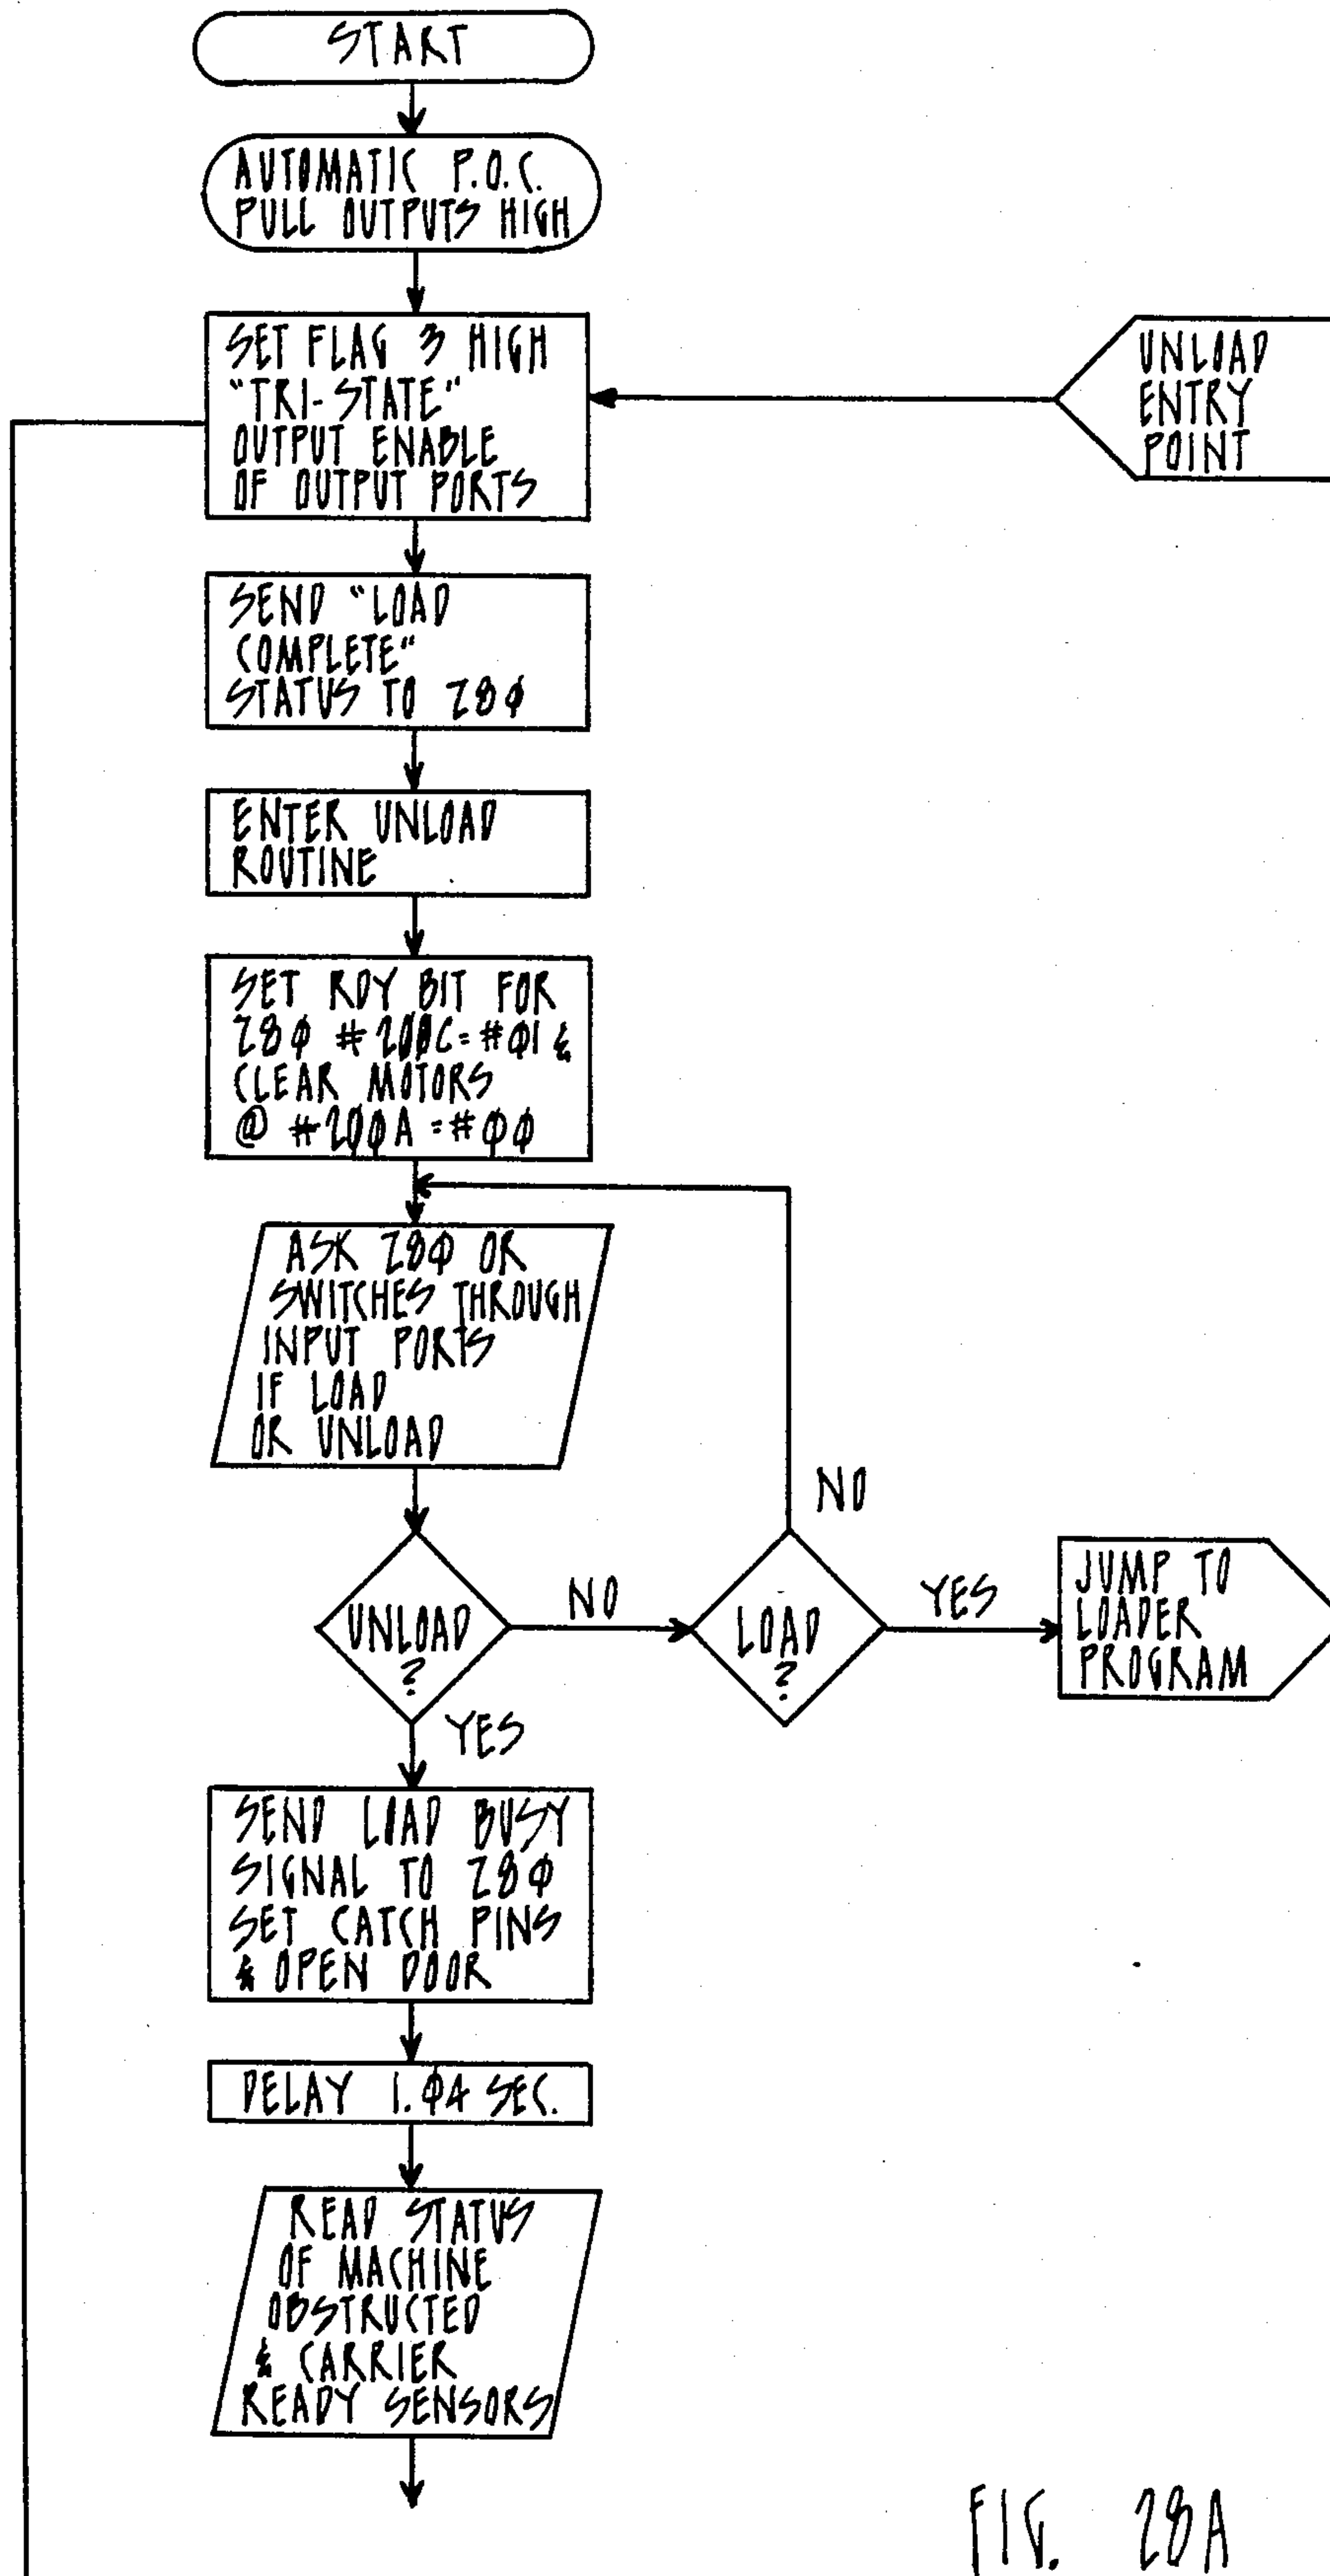 START
AUTOMATIC P.O.C.
PULL OUTPUTS HIGH
SET FLAG 3 HIGH
"TRI-STATE"
OUTPUT ENABLE
OF OUTPUT PORTS
UNLOAD
ENTRY
POINT
SEND "LOAD
COMPLETE"
STATUS TO Z8φ
ENTER UNLOAD
ROUTINE
SET RDY BIT FOR
Z8φ #2φφC=#φ1 &
CLEAR MOTORS
@ #2φφA=#φφ
ASK Z8φ OR
SWITCHES THROUGH
INPUT PORTS
IF LOAD
OR UNLOAD
NO
UNLOAD
?
NO
LOAD
?
YES
JUMP TO
LOADER
PROGRAM
YES
SEND LOAD BUSY
SIGNAL TO Z8φ
SET CATCH PINS
& OPEN DOOR
DELAY 1.φ4 SEC.
READ STATUS
OF MACHINE
OBSTRUCTED
& CARRIER
READY SENSORS
FIG. 28A